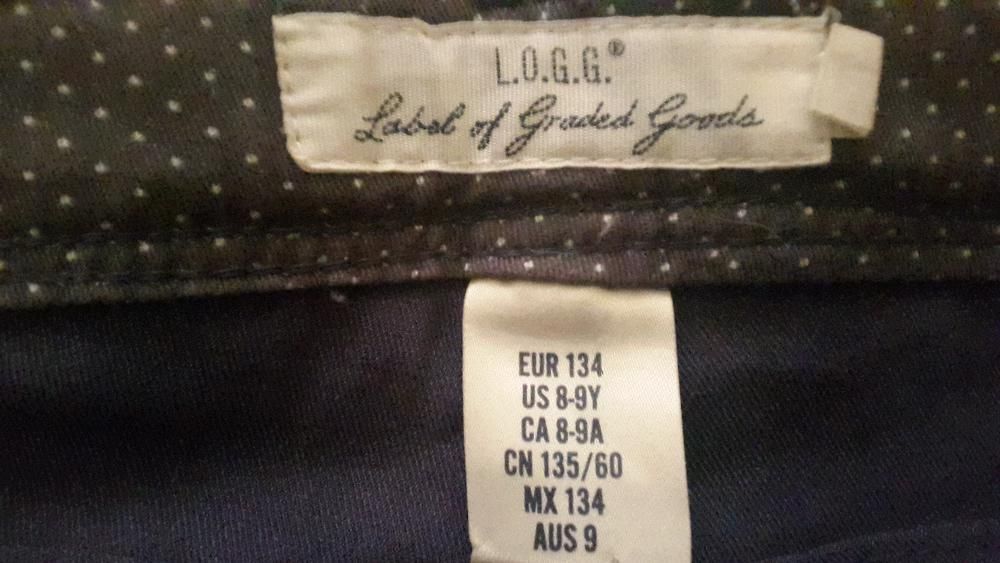 L.O.G.G.®
Label of Graded Goods
EUR 134
US 8-9Y
CA 8-9A
CN 135/60
MX 134
AUS 9